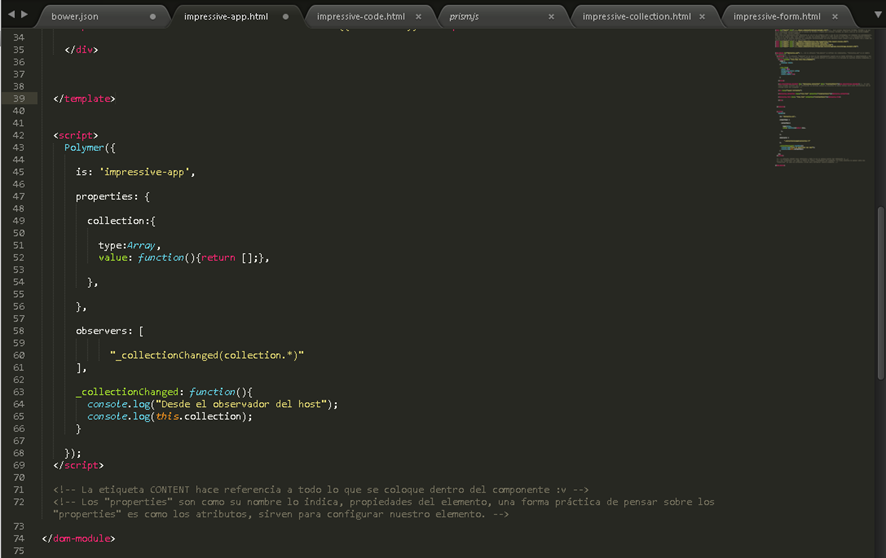 bower.json impressive-app.html impressive-code.html prismjs impressive-collection.html impressive-form.html
34
35 </div>
36
37
38
39 </template>
40
41
42 <script>
43 Polymer({
44
45 is: 'impressive-app',
46
47 properties: {
48
49 collection:{
50
51 type:Array,
52 value: function(){return [];},
53
54 },
55
56 },
57
58 observers: [
59
60 "_collectionChanged(collection.*)"
61 ],
62
63 _collectionChanged: function(){
64 console.log("Desde el observador del host");
65 console.log(this.collection);
66 }
67
68 });
69 </script>
70
71 <!-- La etiqueta CONTENT hace referencia a todo lo que se coloque dentro del componente :v -->
72 <!-- Los "properties" son como su nombre lo indica, propiedades del elemento, una forma práctica de pensar sobre los
"properties" es como los atributos, sirven para configurar nuestro elemento. -->
73
74 </dom-module>
75